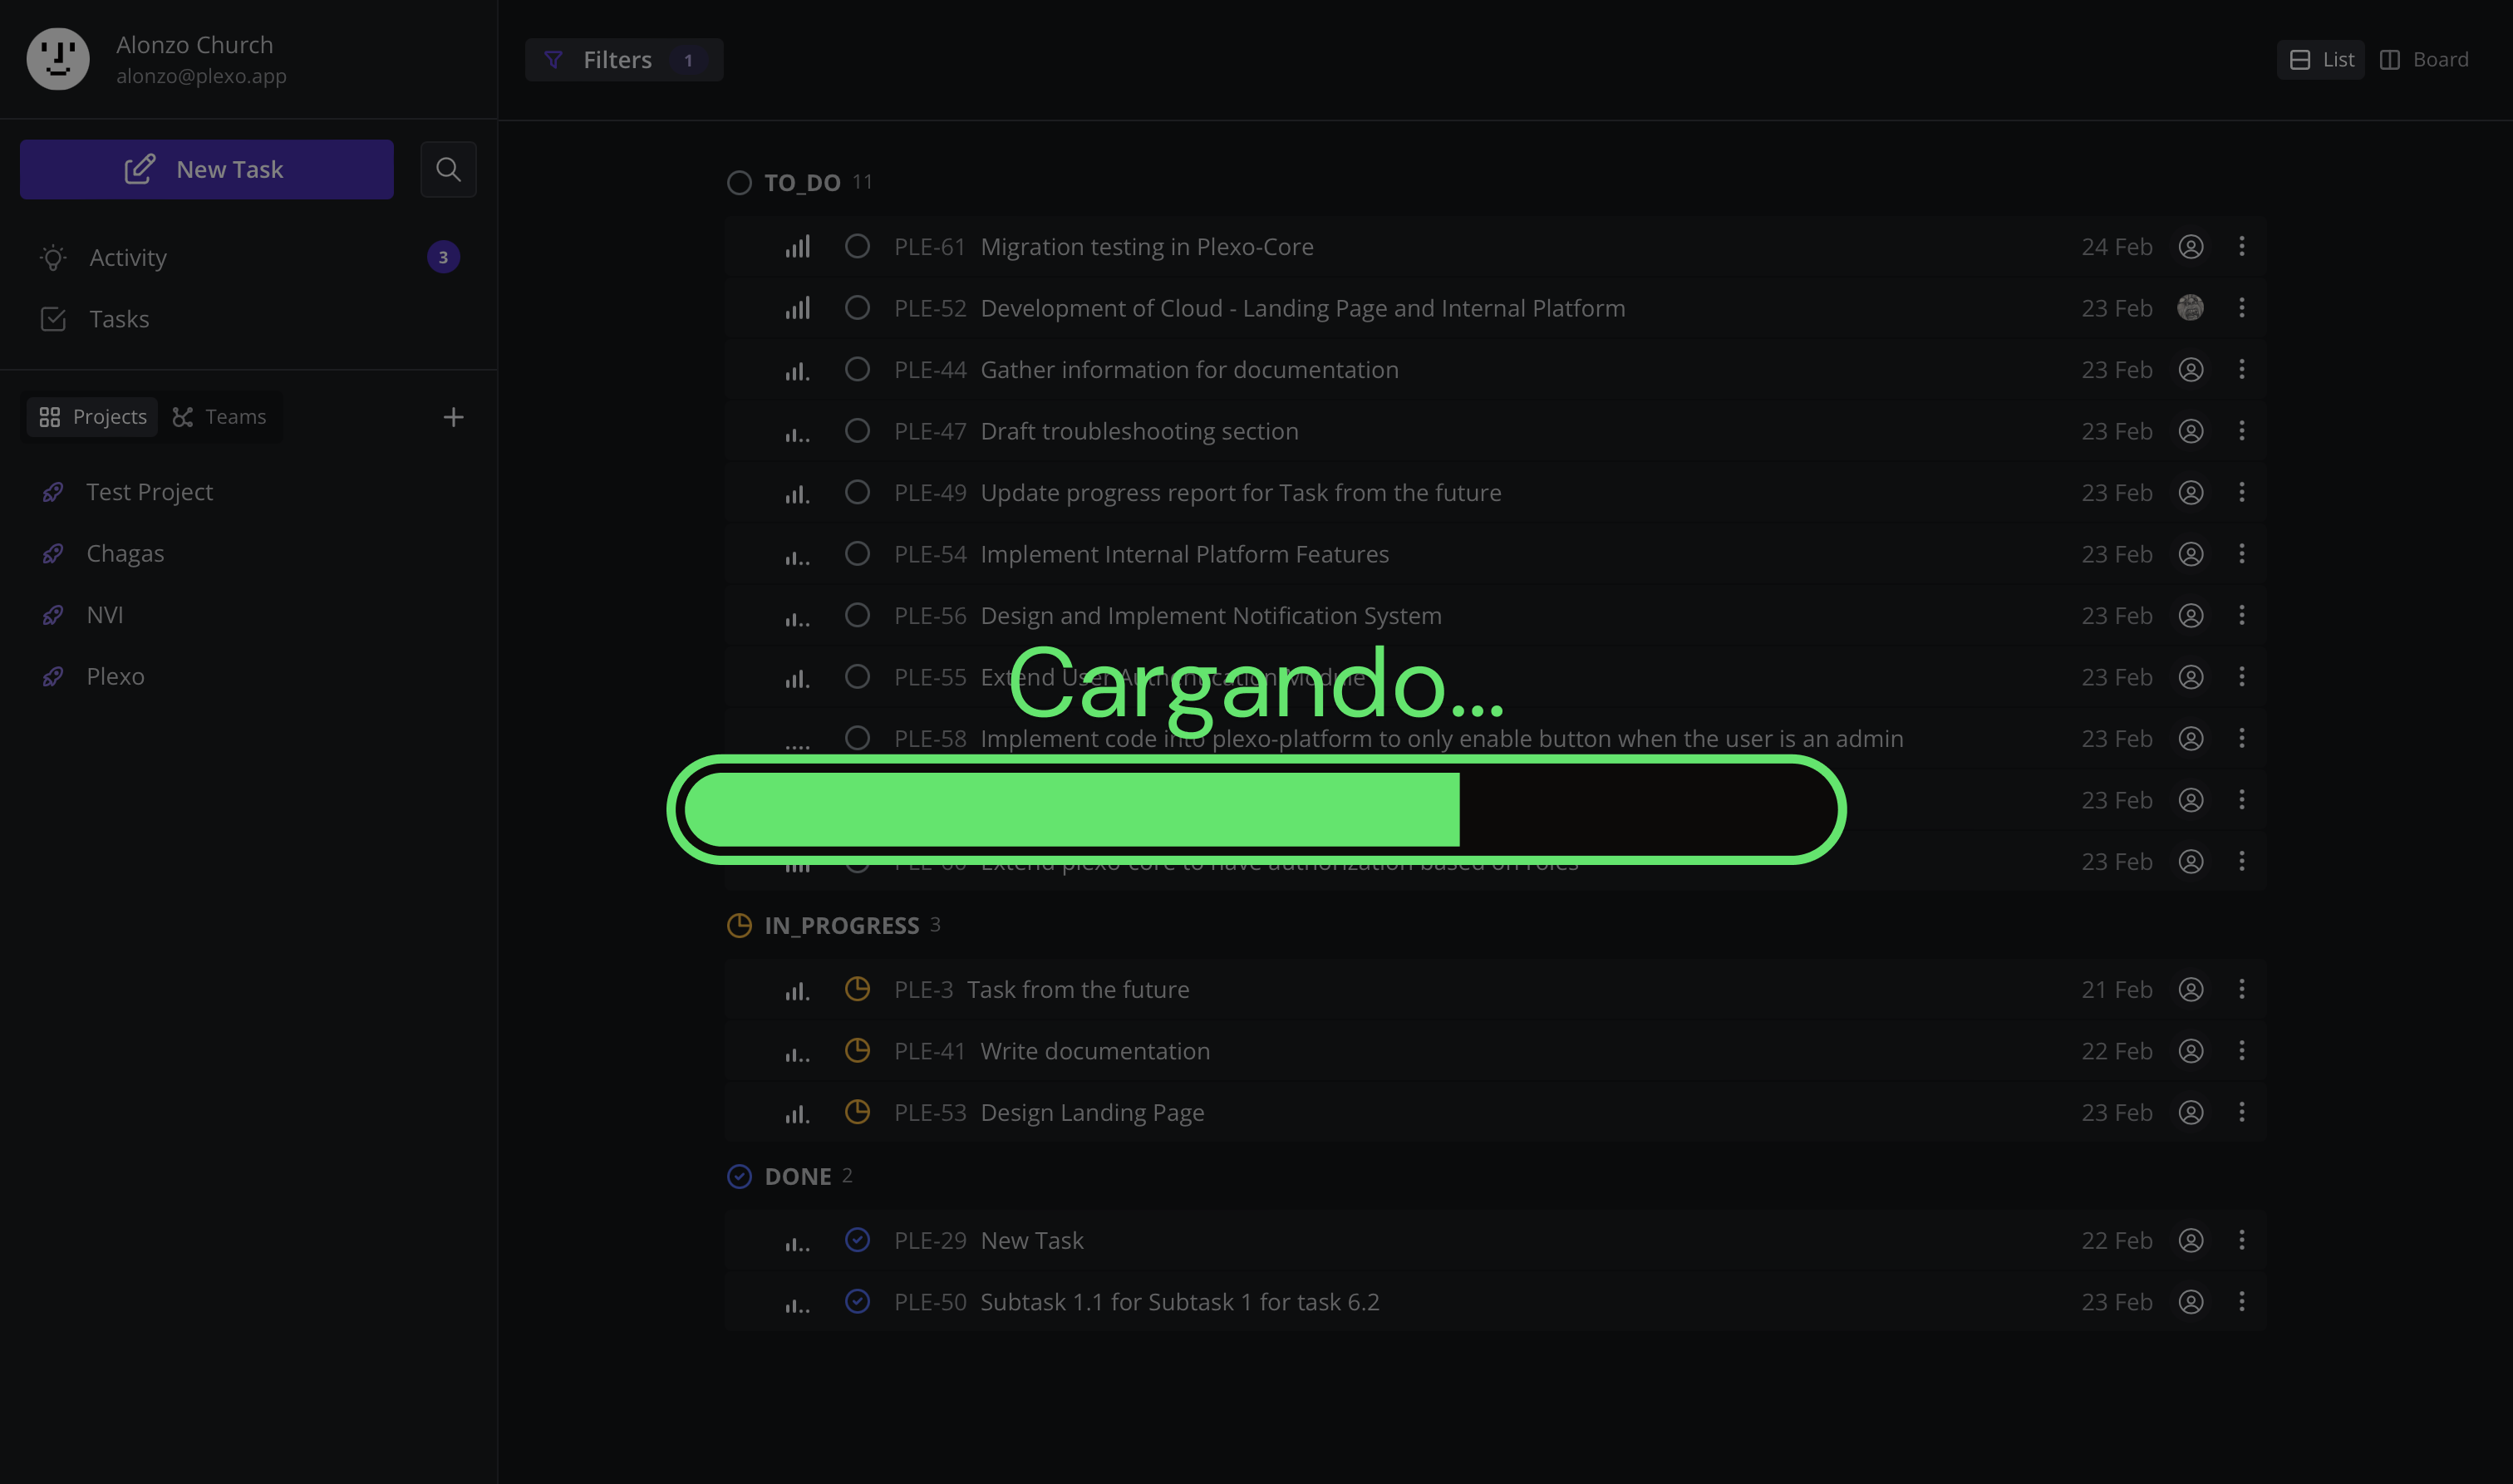 Alonzo Church
alonzo@plexo.app
New Task
Activity 3
Tasks
Projects Teams
Test Project
Chagas
NVI
Plexo
Filters 1
List Board
TO_DO 11
PLE-61 Migration testing in Plexo-Core 24 Feb
PLE-52 Development of Cloud - Landing Page and Internal Platform 23 Feb
PLE-44 Gather information for documentation 23 Feb
PLE-47 Draft troubleshooting section 23 Feb
PLE-49 Update progress report for Task from the future 23 Feb
PLE-54 Implement Internal Platform Features 23 Feb
PLE-56 Design and Implement Notification System 23 Feb
PLE-55 Extend User Authentication Module 23 Feb
Cargando...
PLE-58 Implement code into plexo-platform to only enable button when the user is an admin 23 Feb
23 Feb
PLE-60 Extend plexo-core to have authorization based on roles 23 Feb
IN_PROGRESS 3
PLE-3 Task from the future 21 Feb
PLE-41 Write documentation 22 Feb
PLE-53 Design Landing Page 23 Feb
DONE 2
PLE-29 New Task 22 Feb
PLE-50 Subtask 1.1 for Subtask 1 for task 6.2 23 Feb